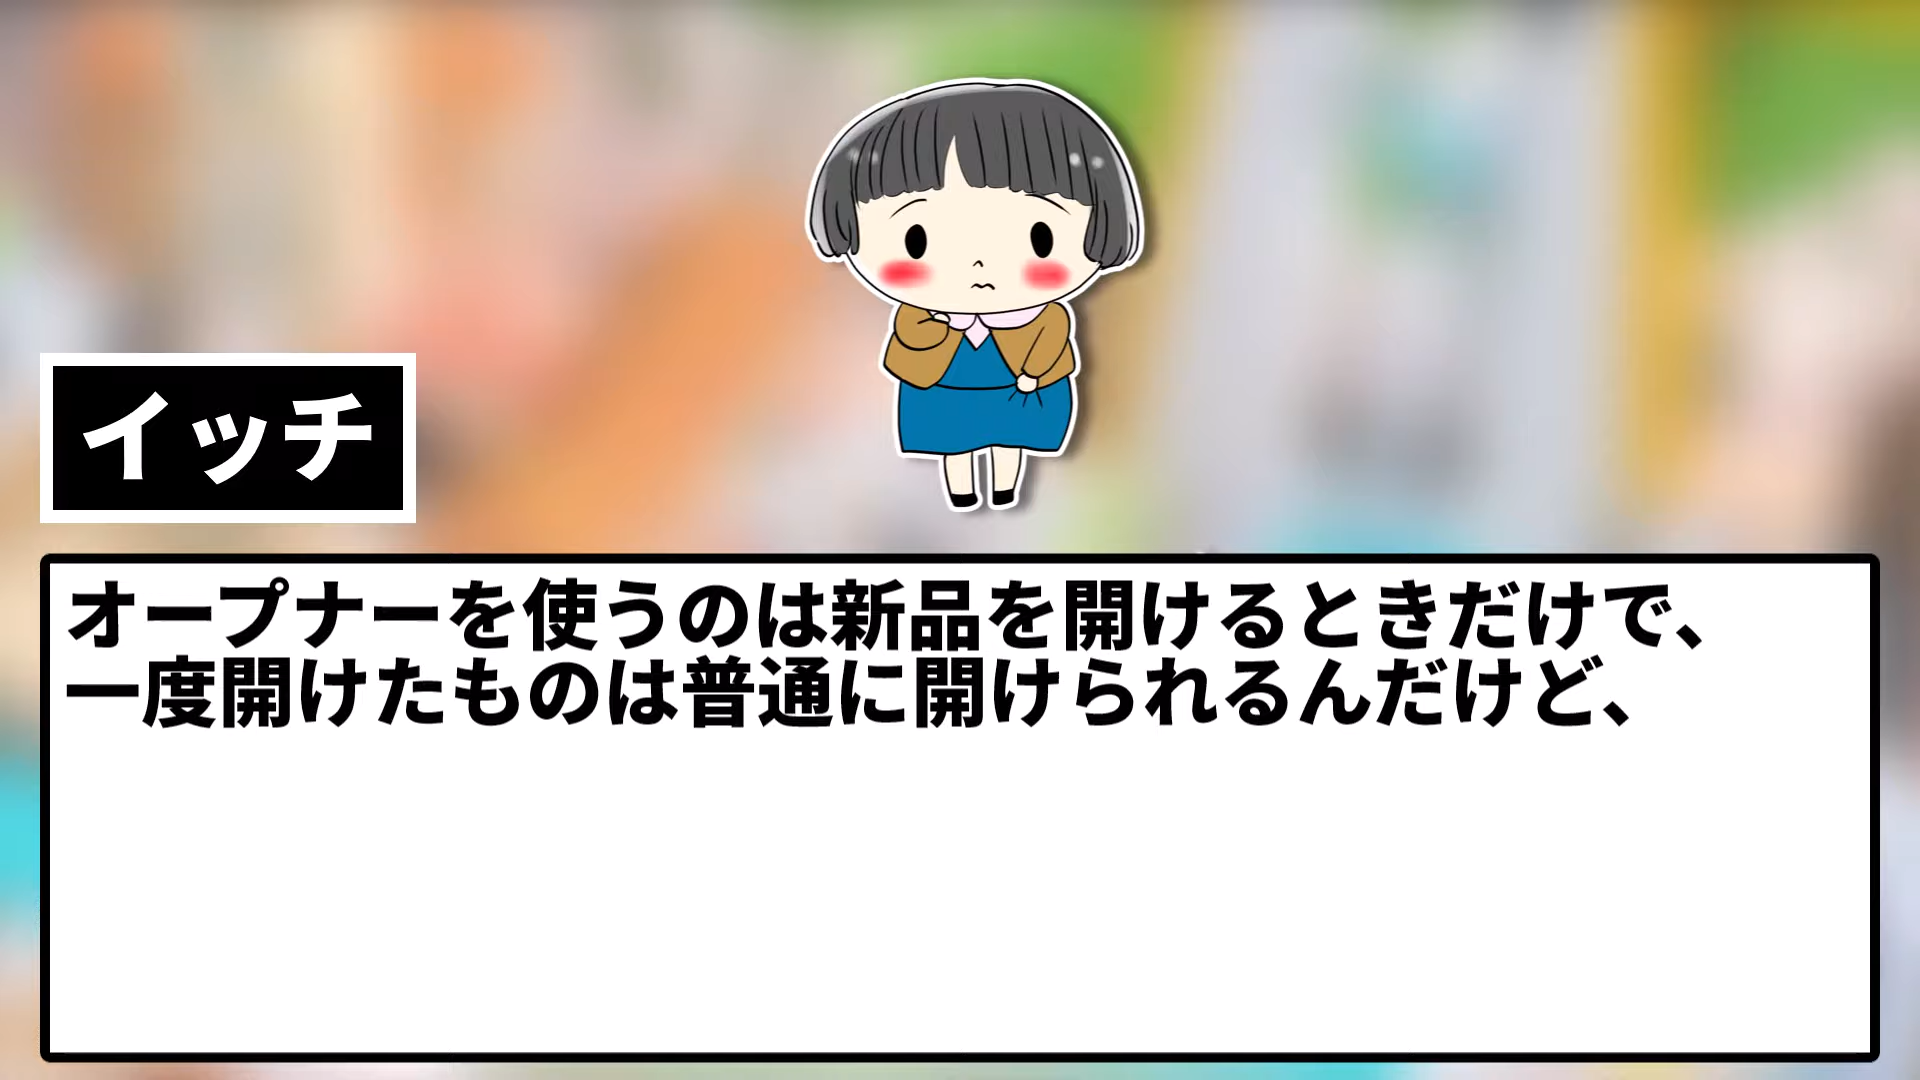 イッチ
オープナーを使うのは新品を開けるときだけで、
一度開けたものは普通に開けられるんだけど、